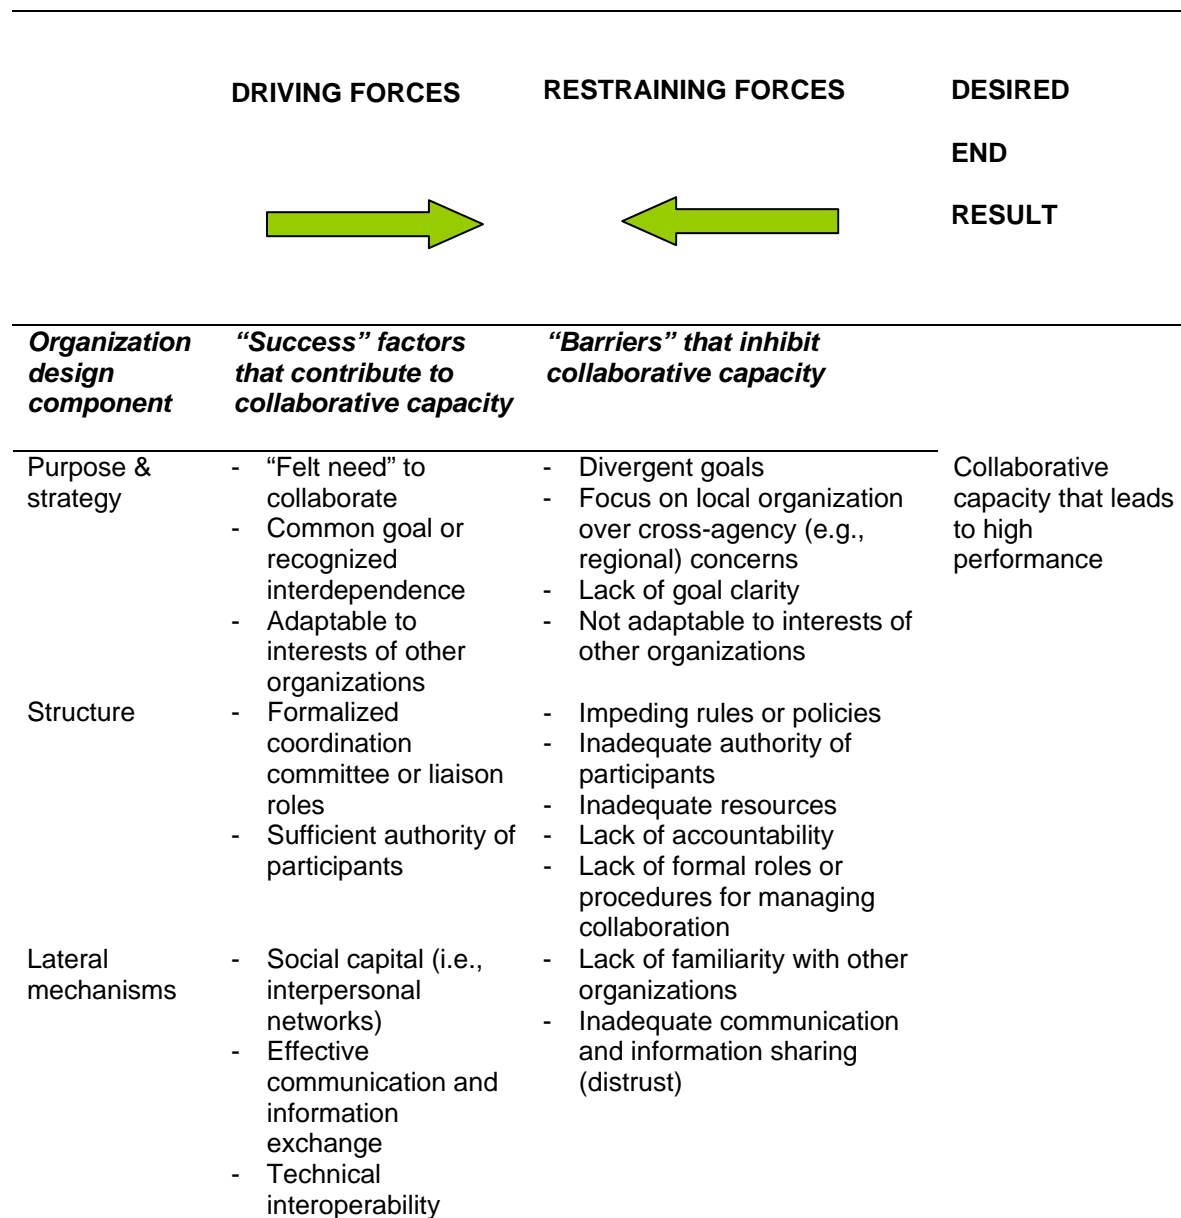 DRIVING FORCES
RESTRAINING FORCES
DESIRED
END
RESULT
Organization
design
component
“Success” factors
that contribute to
collaborative capacity
“Barriers” that inhibit
collaborative capacity
Purpose &
strategy
- “Felt need” to
collaborate
- Common goal or
recognized
interdependence
- Adaptable to
interests of other
organizations
- Divergent goals
- Focus on local organization
over cross-agency (e.g.,
regional) concerns
- Lack of goal clarity
- Not adaptable to interests of
other organizations
Collaborative
capacity that leads
to high
performance
Structure
- Formalized
coordination
committee or liaison
roles
- Sufficient authority of
participants
- Impeding rules or policies
- Inadequate authority of
participants
- Inadequate resources
- Lack of accountability
- Lack of formal roles or
procedures for managing
collaboration
Lateral
mechanisms
- Social capital (i.e.,
interpersonal
networks)
- Effective
communication and
information
exchange
- Technical
interoperability
- Lack of familiarity with other
organizations
- Inadequate communication
and information sharing
(distrust)